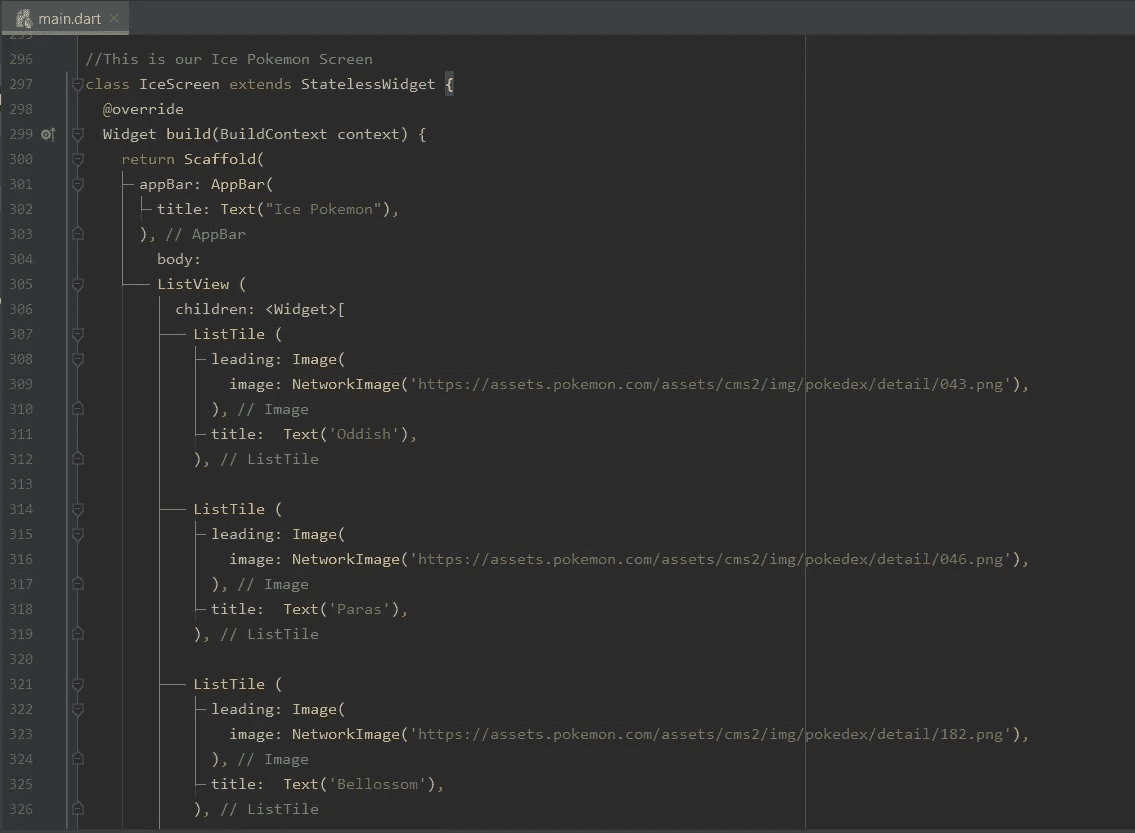 main.dart
295
296 //This is our Ice Pokemon Screen
297 class IceScreen extends StatelessWidget {
298 @override
299 Widget build(BuildContext context) {
300 return Scaffold(
301 appBar: AppBar(
302 title: Text("Ice Pokemon"),
303 ), // AppBar
304 body:
305 ListView (
306 children: <Widget>[
307 ListTile (
308 leading: Image(
309 image: NetworkImage('https://assets.pokemon.com/assets/cms2/img/pokedex/detail/043.png'),
310 ), // Image
311 title:  Text('Oddish'),
312 ), // ListTile
313
314 ListTile (
315 leading: Image(
316 image: NetworkImage('https://assets.pokemon.com/assets/cms2/img/pokedex/detail/046.png'),
317 ), // Image
318 title:  Text('Paras'),
319 ), // ListTile
320
321 ListTile (
322 leading: Image(
323 image: NetworkImage('https://assets.pokemon.com/assets/cms2/img/pokedex/detail/182.png'),
324 ), // Image
325 title:  Text('Bellossom'),
326 ), // ListTile